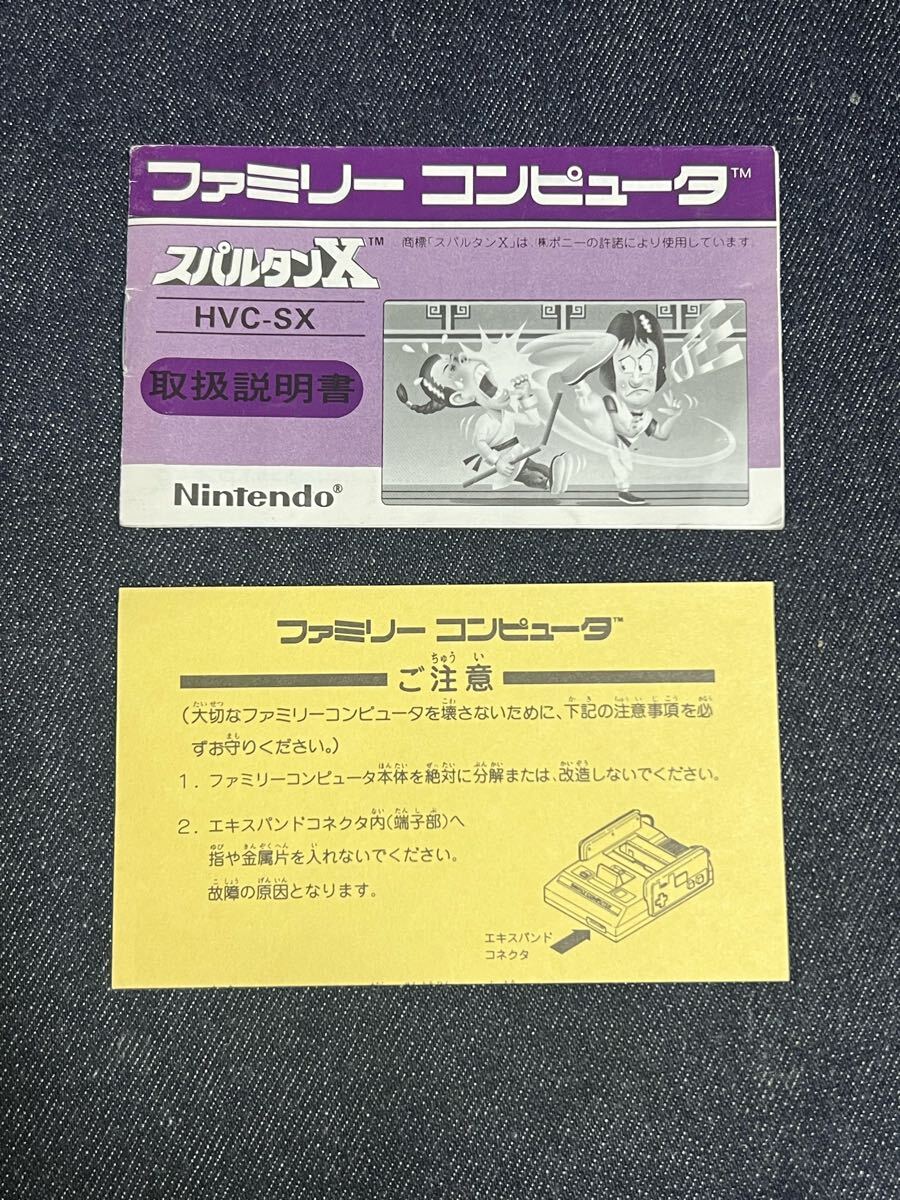 ファミリー コンピュータ™
スパルタンX™
商標「スパルタンX」は、㈱ポニーの許諾により使用しています。
HVC-SX
取扱説明書
Nintendo®
ファミリー コンピュータ™
ご注意
(大切なファミリーコンピュータを壊さないために、下記の注意事項を必
ずお守りください。)
1. ファミリーコンピュータ本体を絶対に分解または、改造しないでください。
2. エキスパンドコネクタ内(端子部)へ
指や金属片を入れないでください。
故障の原因となります。
エキスパンド
コネクタ